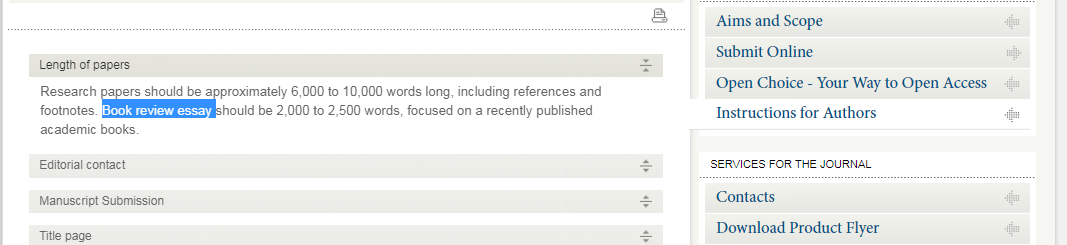 Length of papers
Research papers should be approximately 6,000 to 10,000 words long, including references and
footnotes. Book review essay should be 2,000 to 2,500 words, focused on a recently published
academic books.
Editorial contact
Manuscript Submission
Title page
Aims and Scope
Submit Online
Open Choice - Your Way to Open Access
Instructions for Authors
SERVICES FOR THE JOURNAL
Contacts
Download Product Flyer